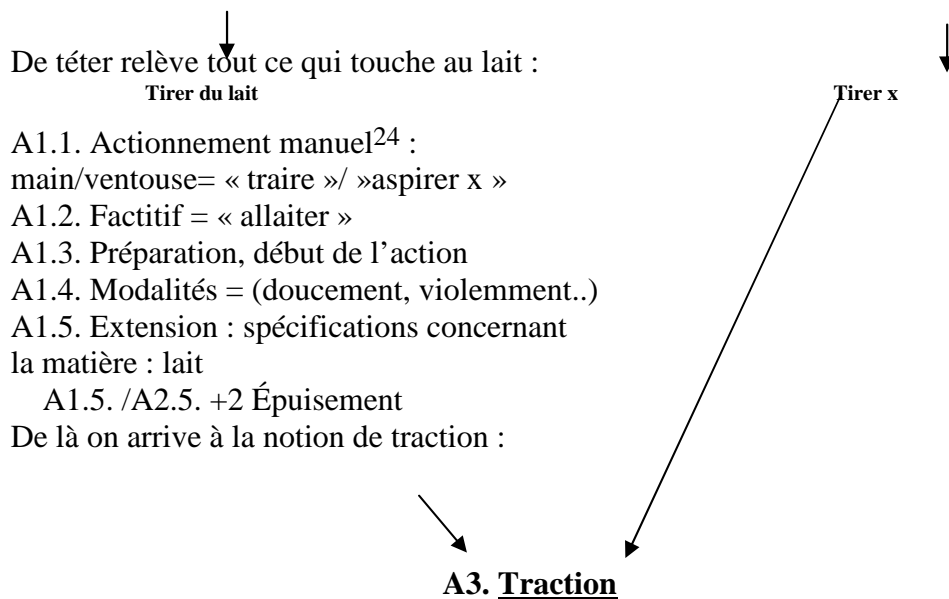 De téter relève tout ce qui touche au lait :
Tirer du lait Tirer x
A1.1. Actionnement manuel24 :
main/ventouse= « traire »/ »aspirer x »
A1.2. Factitif = « allaiter »
A1.3. Préparation, début de l’action
A1.4. Modalités = (doucement, violemment..)
A1.5. Extension : spécifications concernant
la matière : lait
A1.5. /A2.5. +2 Épuisement
De là on arrive à la notion de traction :
A3. Traction